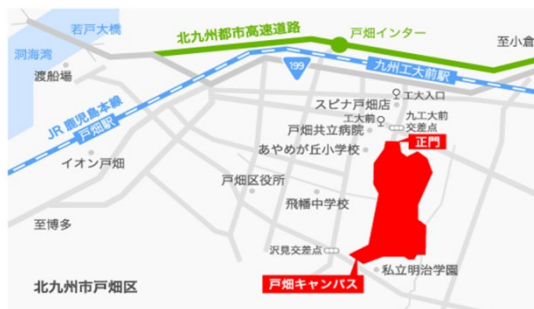 若戸大橋
北九州都市高速道路
戸畑インター
至小倉
洞海湾
渡船場
199
九州工大前駅
JR 鹿児島本線
戸畑駅
スピナ戸畑店
工大入口
工大前
九工大前
交差点
戸畑共立病院
正門
あやめが丘小学校
イオン戸畑
戸畑区役所
飛幡中学校
至博多
沢見交差点
私立明治学園
戸畑キャンパス
北九州市戸畑区